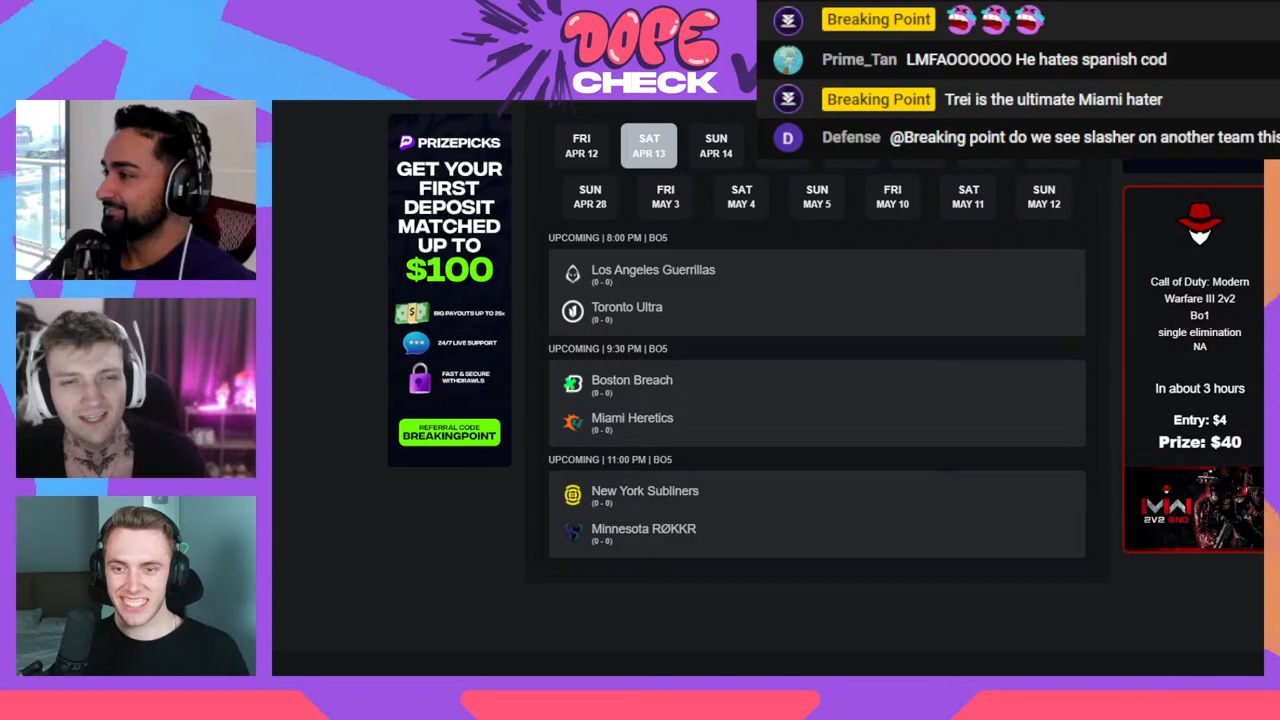 DOPE
CHECK
Breaking Point
Prime_Tan LMFAOOOOOO He hates spanish cod
Breaking Point Trei is the ultimate Miami hater
Defense @Breaking point do we see slasher on another team this
PRIZEPICKS
GET YOUR
FIRST
DEPOSIT
MATCHED
UP TO
$100
BIG PAYOUTS UP TO 25x
24/7 LIVE SUPPORT
FAST & SECURE
WITHDRAWLS
REFERRAL CODE
BREAKINGPOINT
FRI
APR 12
SAT
APR 13
SUN
APR 14
SUN
APR 28
FRI
MAY 3
SAT
MAY 4
SUN
MAY 5
FRI
MAY 10
SAT
MAY 11
SUN
MAY 12
UPCOMING | 8:00 PM | BO5
Los Angeles Guerrillas
(0 - 0)
Toronto Ultra
(0 - 0)
UPCOMING | 9:30 PM | BO5
Boston Breach
(0 - 0)
Miami Heretics
(0 - 0)
UPCOMING | 11:00 PM | BO5
New York Subliners
(0 - 0)
Minnesota RØKKR
(0 - 0)
Call of Duty: Modern
Warfare III 2v2
Bo1
single elimination
NA
In about 3 hours
Entry: $4
Prize: $40
MW
2V2 SND